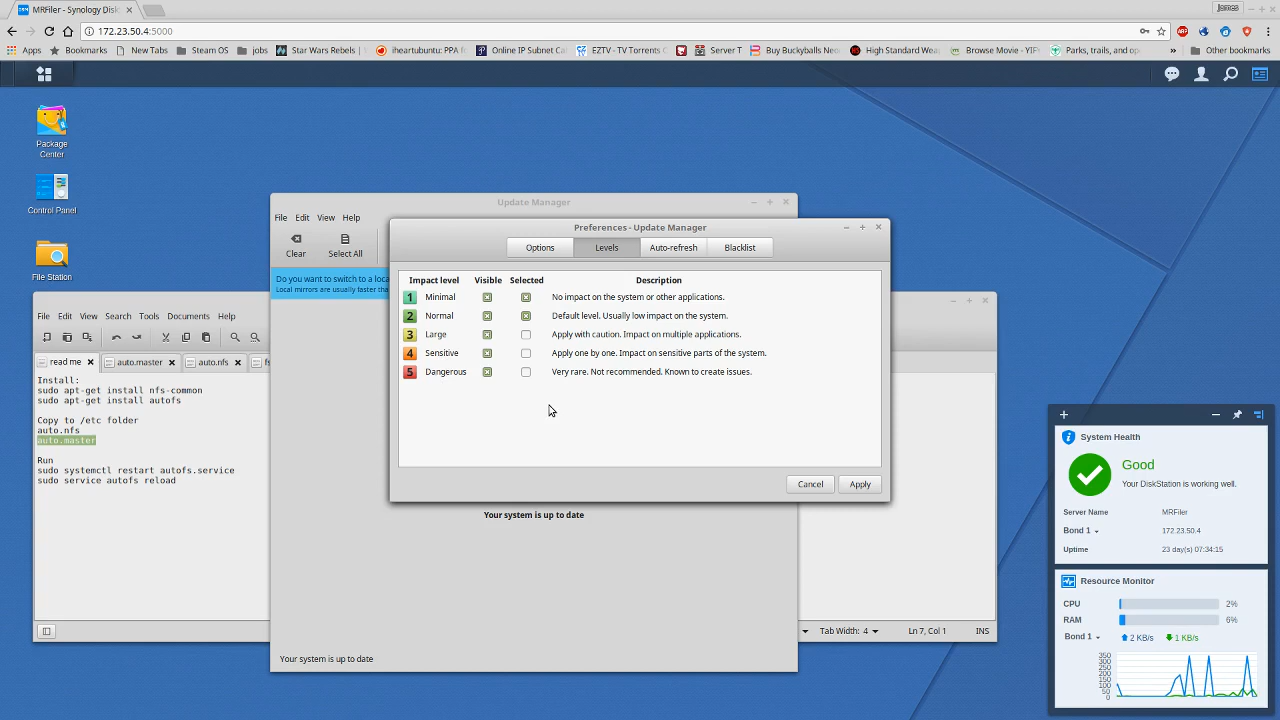 MRFiler - Synology Disk
James
172.23.50.4:5000
Apps
Bookmarks
New Tabs
Steam OS
jobs
Star Wars Rebels |
iheartubuntu: PPA F
Online IP Subnet Cal
EZTV - TV Torrents O
Server T
Buy Buckyballs Neoc
High Standard Wea
Browse Movie - YIFY
Parks, trails, and op
»
Other bookmarks
Package
Center
Control Panel
File Station
Update Manager
File Edit View Help
Clear
Select All
Do you want to switch to a loca
Local mirrors are usually faster tha
Your system is up to date
Your system is up to date
Preferences - Update Manager
Options Levels Auto-refresh Blacklist
Impact level Visible Selected Description
1 Minimal No impact on the system or other applications.
2 Normal Default level. Usually low impact on the system.
3 Large Apply with caution. Impact on multiple applications.
4 Sensitive Apply one by one. Impact on sensitive parts of the system.
5 Dangerous Very rare. Not recommended. Known to create issues.
Cancel Apply
File Edit View Search Tools Documents Help
read me auto.master auto.nfs
Install:
sudo apt-get install nfs-common
sudo apt-get install autofs
Copy to /etc folder
auto.nfs
auto.master
Run
sudo systemctl restart autofs.service
sudo service autofs reload
Tab Width: 4 Ln 7, Col 1 INS
System Health
Good
Your DiskStation is working well.
Server Name MRFiler
Bond 1 172.23.50.4
Uptime 23 day(s) 07:34:15
Resource Monitor
CPU 2%
RAM 6%
Bond 1 2 KB/s 1 KB/s
350
300
250
200
150
100
50
0